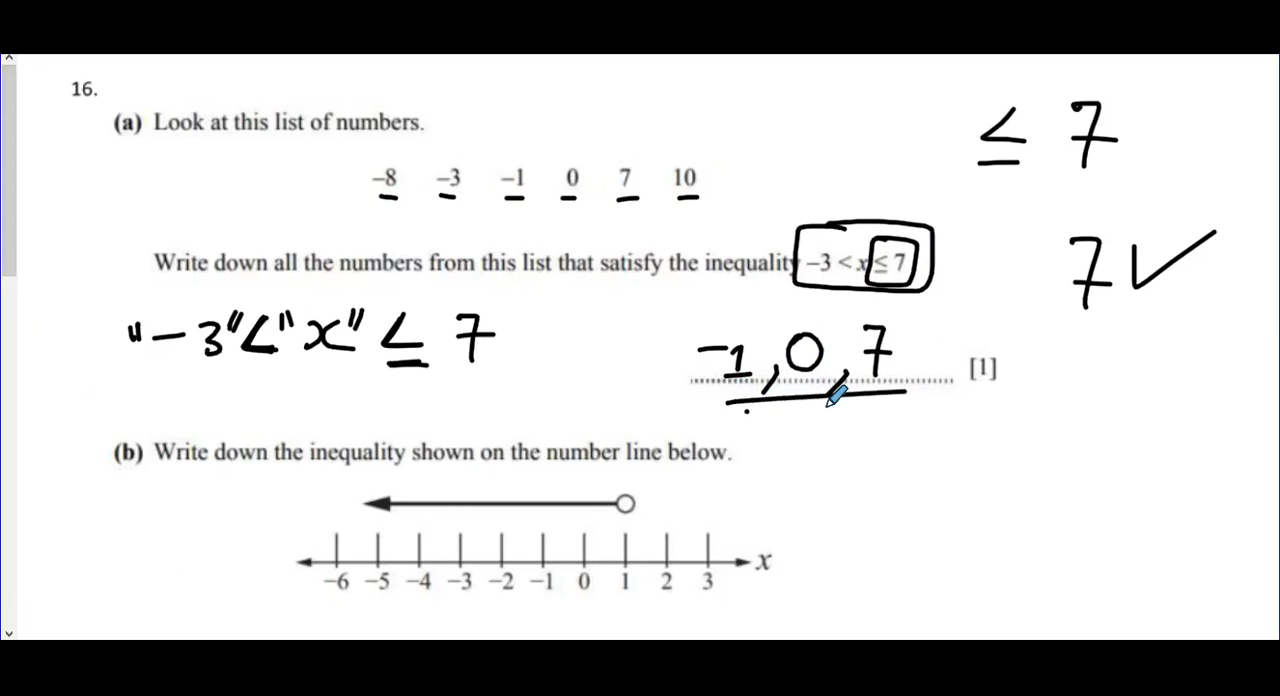 16.
(a) Look at this list of numbers.
≤ 7
−8 −3 −1 0 7 10
Write down all the numbers from this list that satisfy the inequality −3 < x ≤ 7
7 ✓
"−3" < "x" ≤ 7
−1, 0, 7 [1]
(b) Write down the inequality shown on the number line below.
−6 −5 −4 −3 −2 −1 0 1 2 3 x